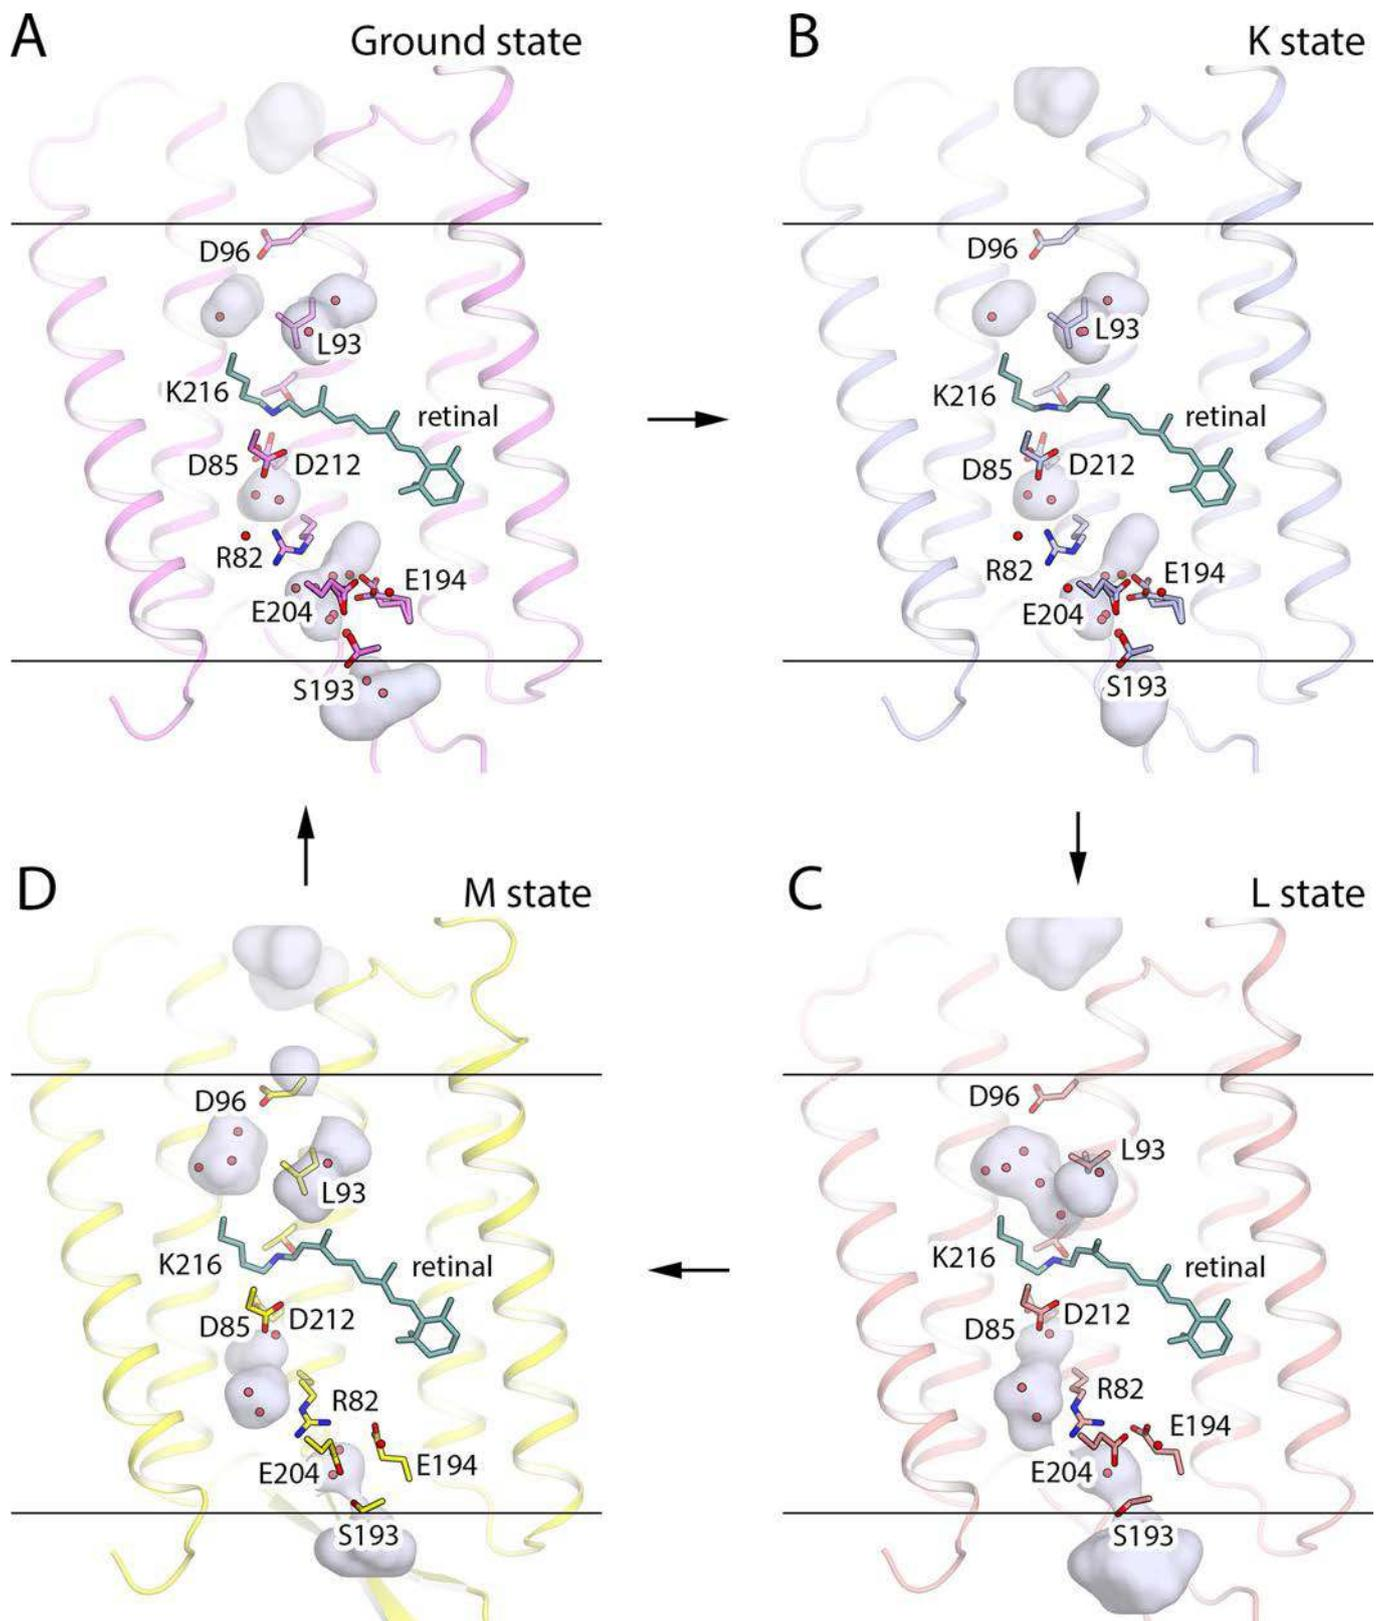 A
Ground state
D96
L93
K216
retinal
D85
D212
R82
E194
E204
S193
B
K state
D96
L93
K216
retinal
D85
D212
R82
E194
E204
S193
D
M state
D96
L93
K216
retinal
D85
D212
R82
E204
E194
S193
C
L state
D96
L93
K216
retinal
D85
D212
R82
E194
E204
S193